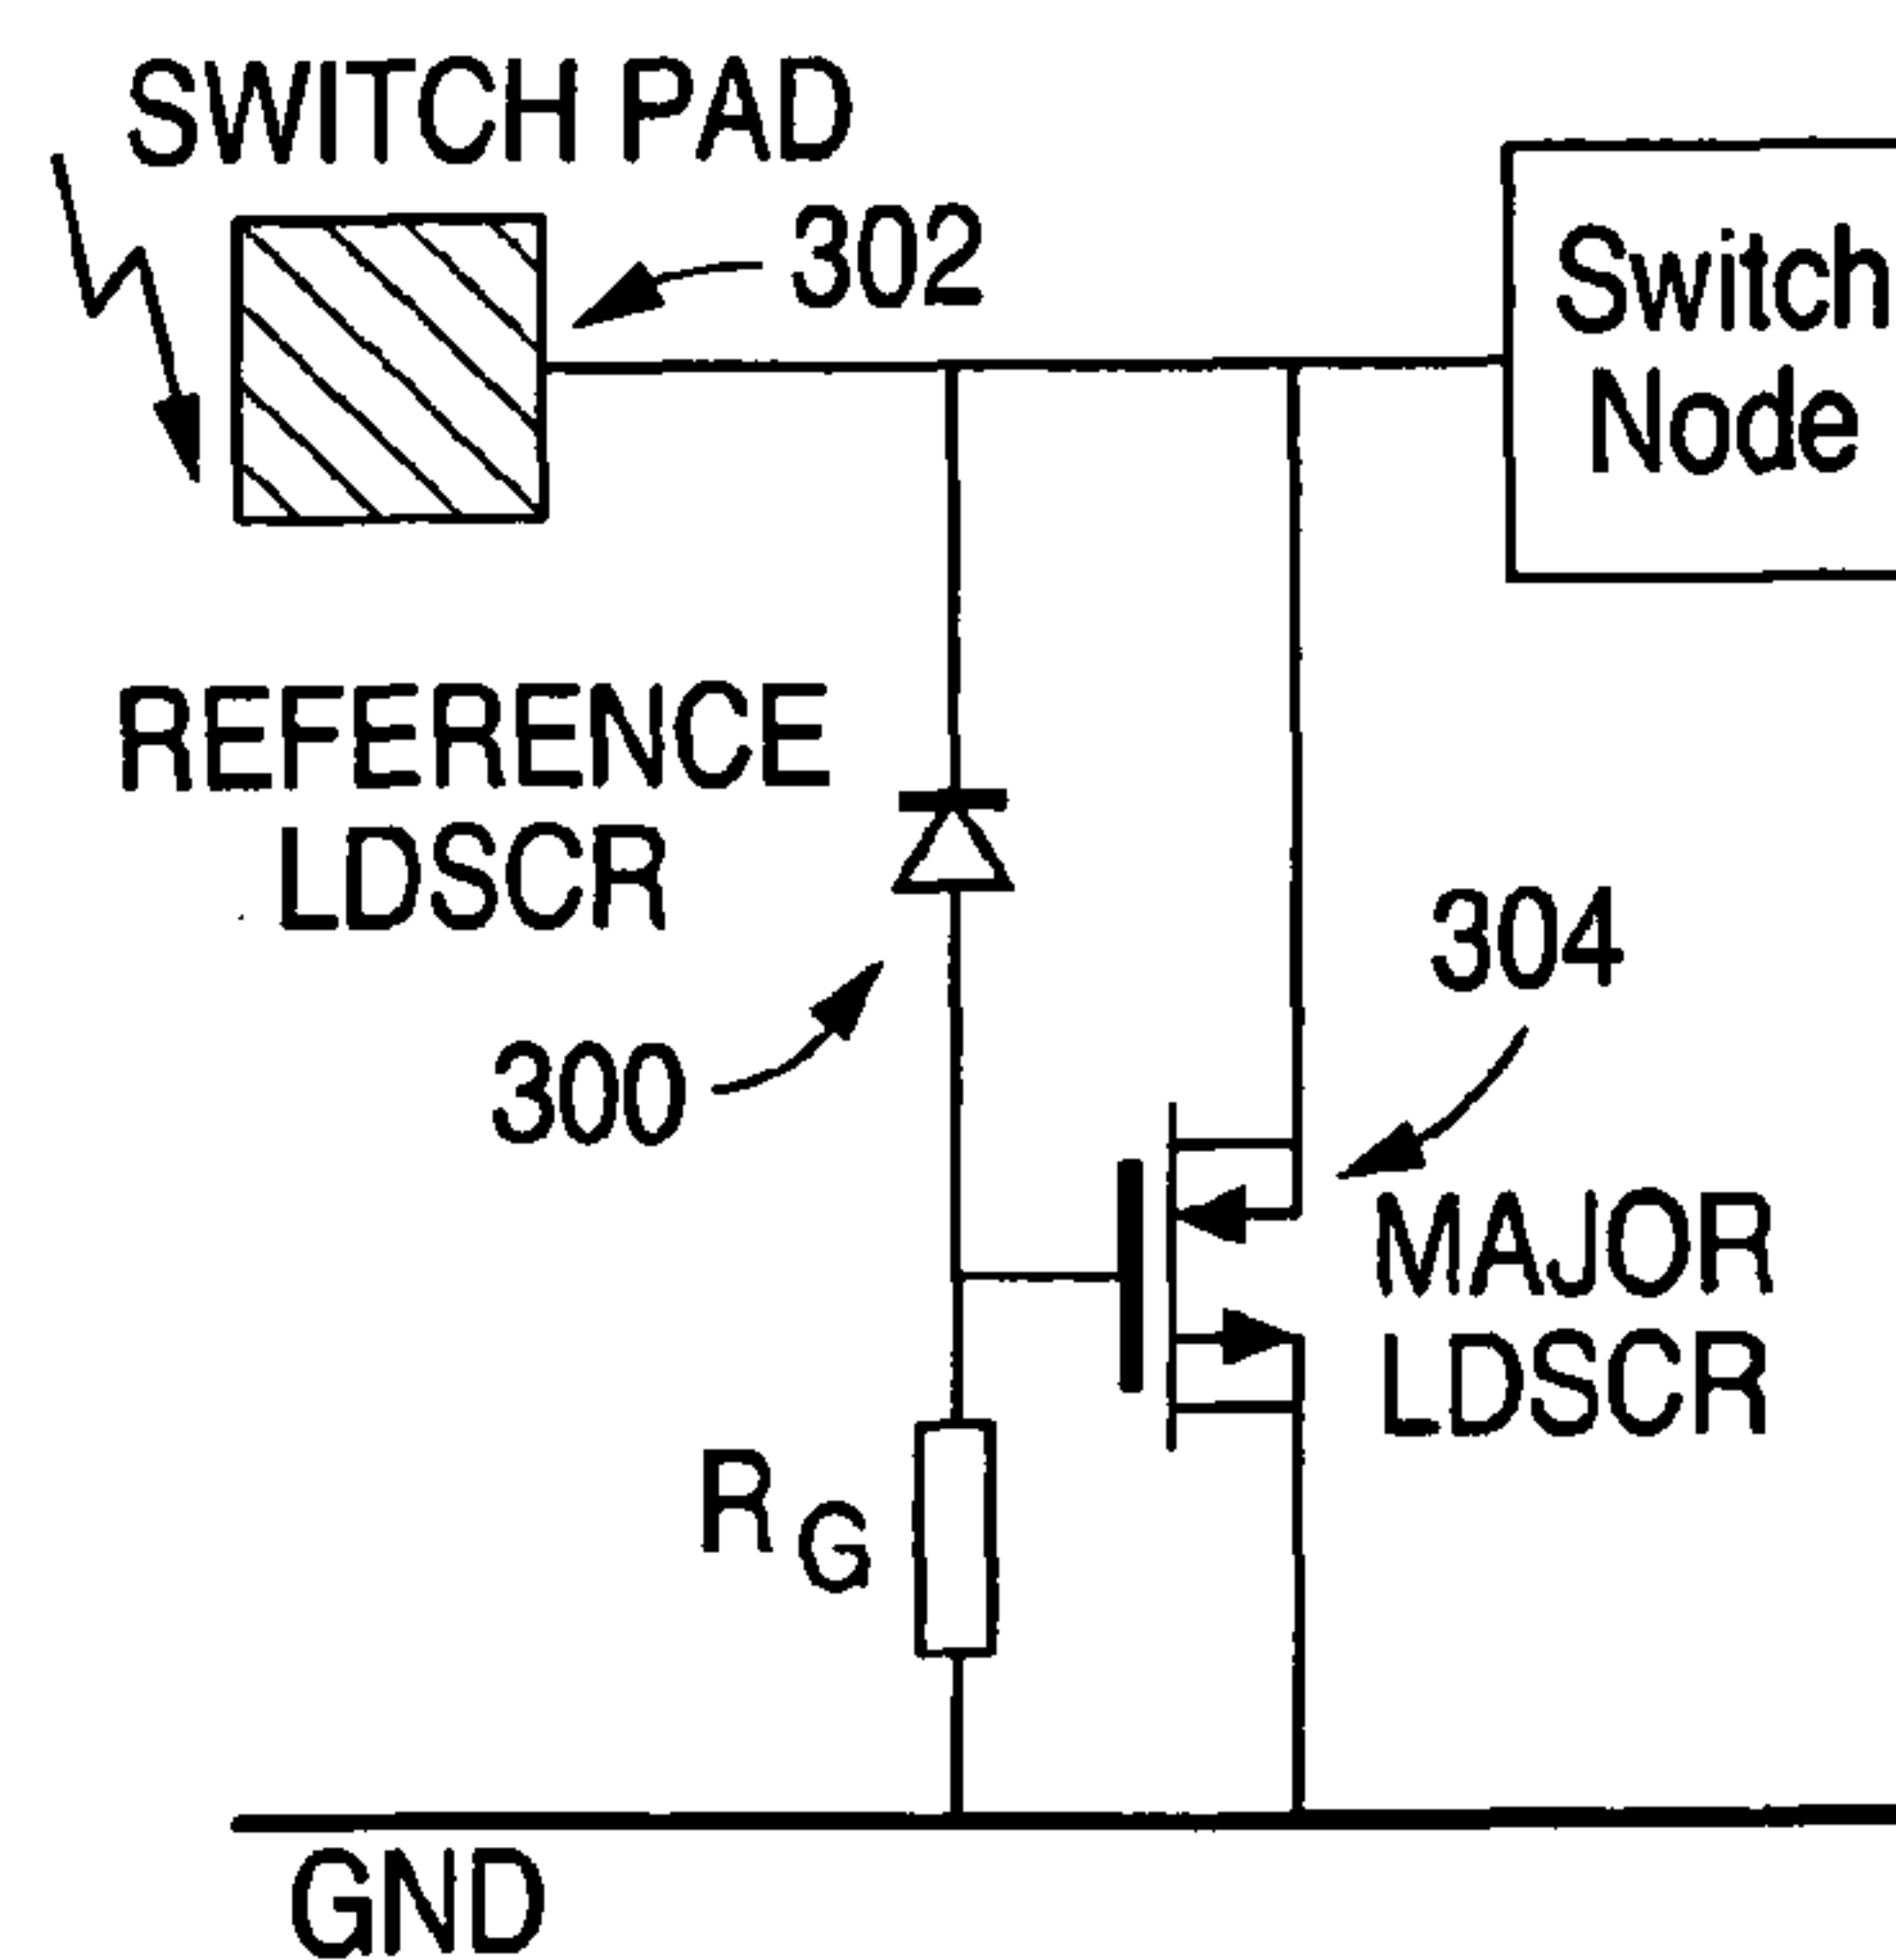 SWITCH PAD
302
Switch
Node
REFERENCE
LDSCR
300
304
MAJOR
LDSCR
RG
GND